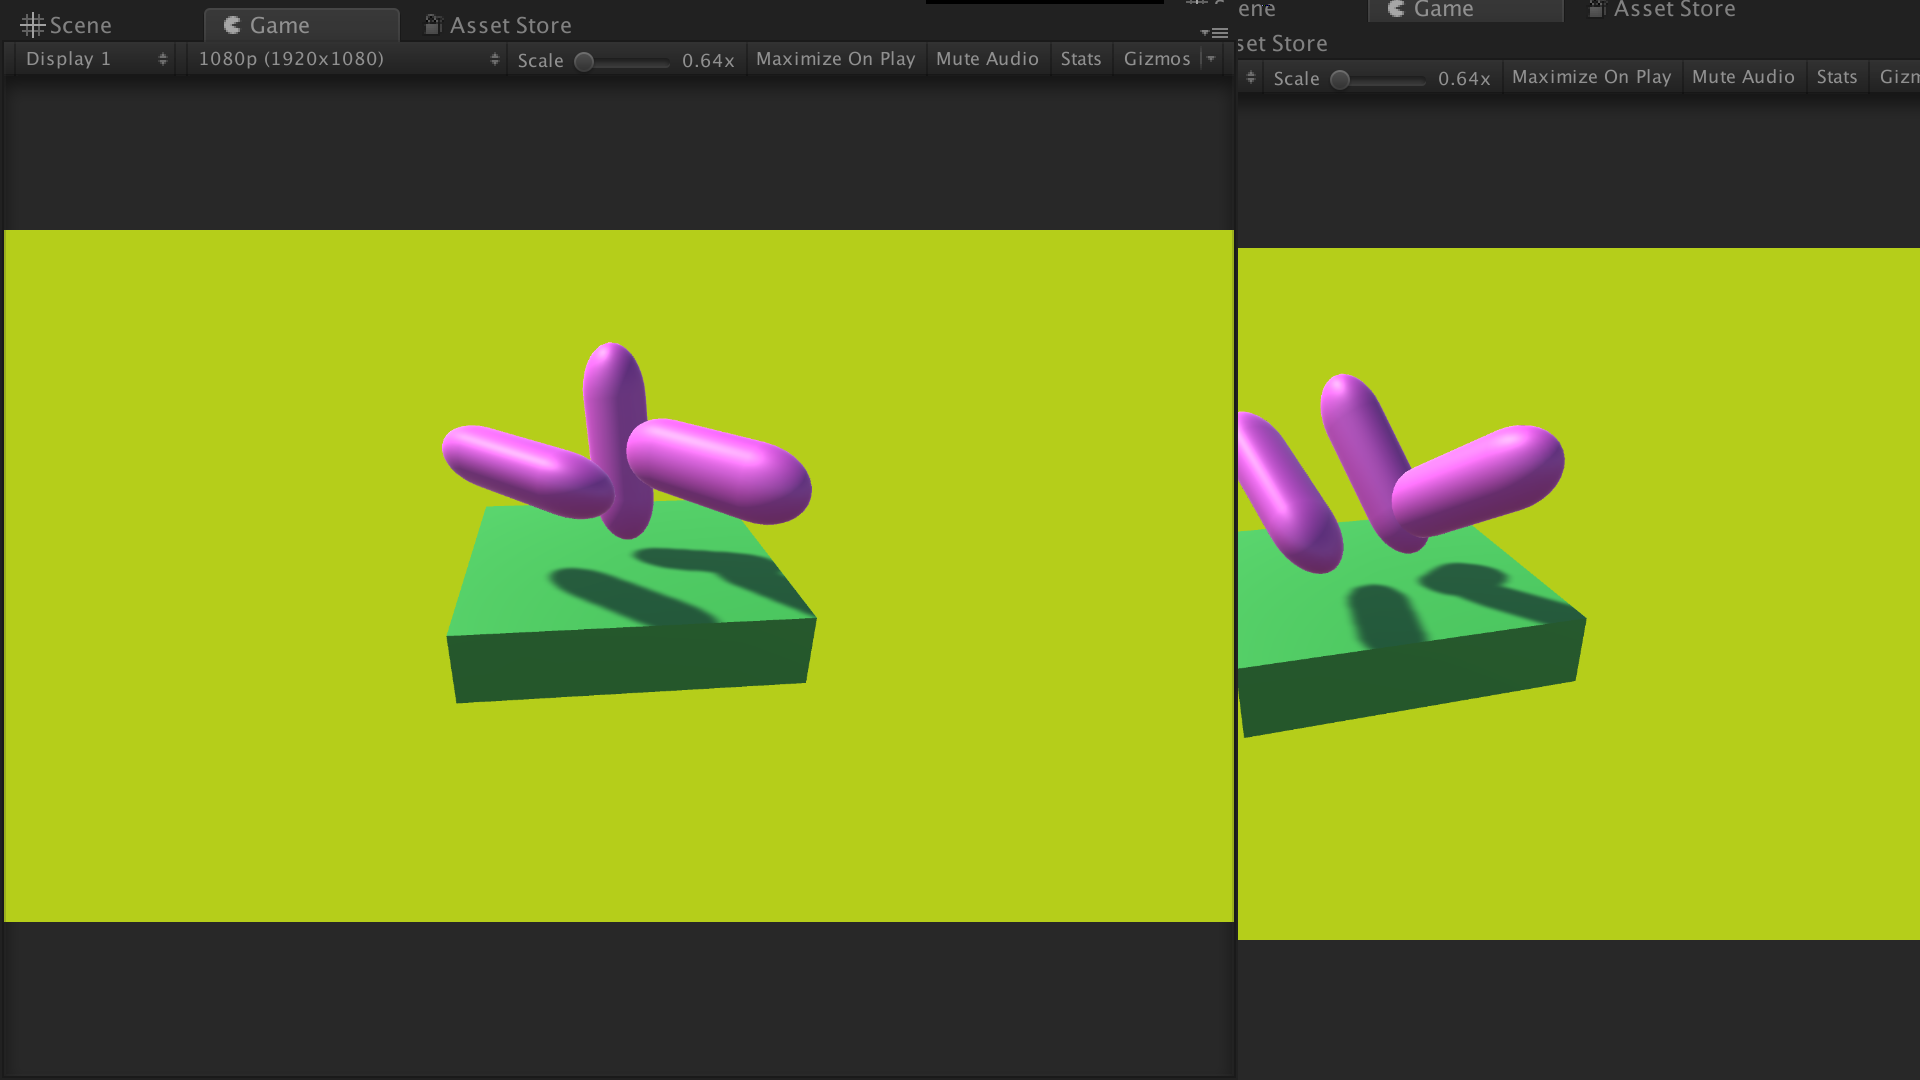 Scene Game Asset Store
Display 1 1080p (1920x1080) Scale 0.64x Maximize On Play Mute Audio Stats Gizmos
ene Game Asset Store
set Store
Scale 0.64x Maximize On Play Mute Audio Stats Gizm